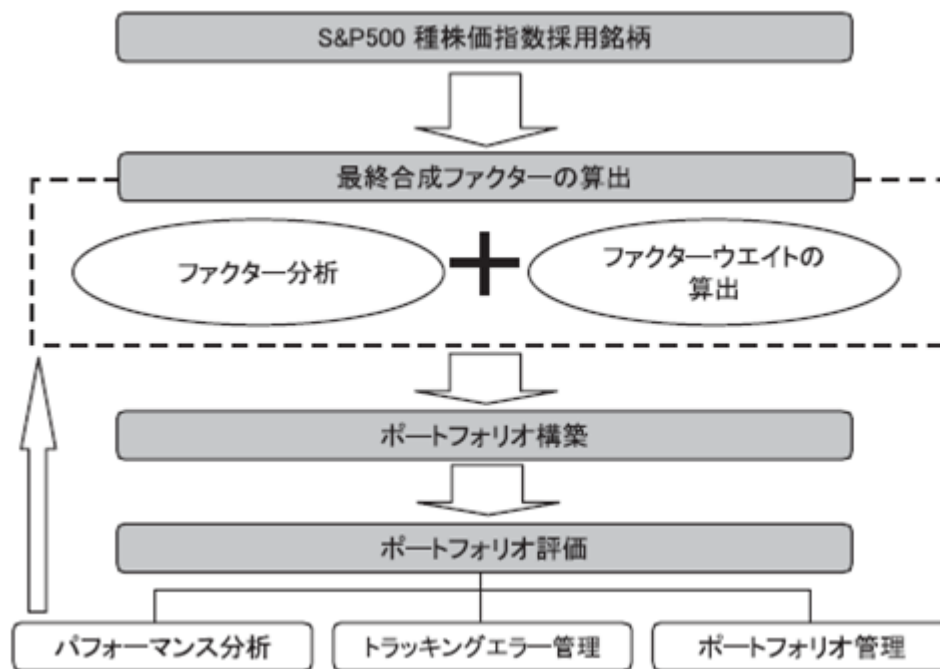 S&P500 種株価指数採用銘柄
最終合成ファクターの算出
ファクター分析
ファクターウエイトの
算出
ポートフォリオ構築
ポートフォリオ評価
パフォーマンス分析
トラッキングエラー管理
ポートフォリオ管理